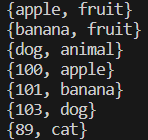 {apple, fruit}
{banana, fruit}
{dog, animal}
{100, apple}
{101, banana}
{103, dog}
{89, cat}